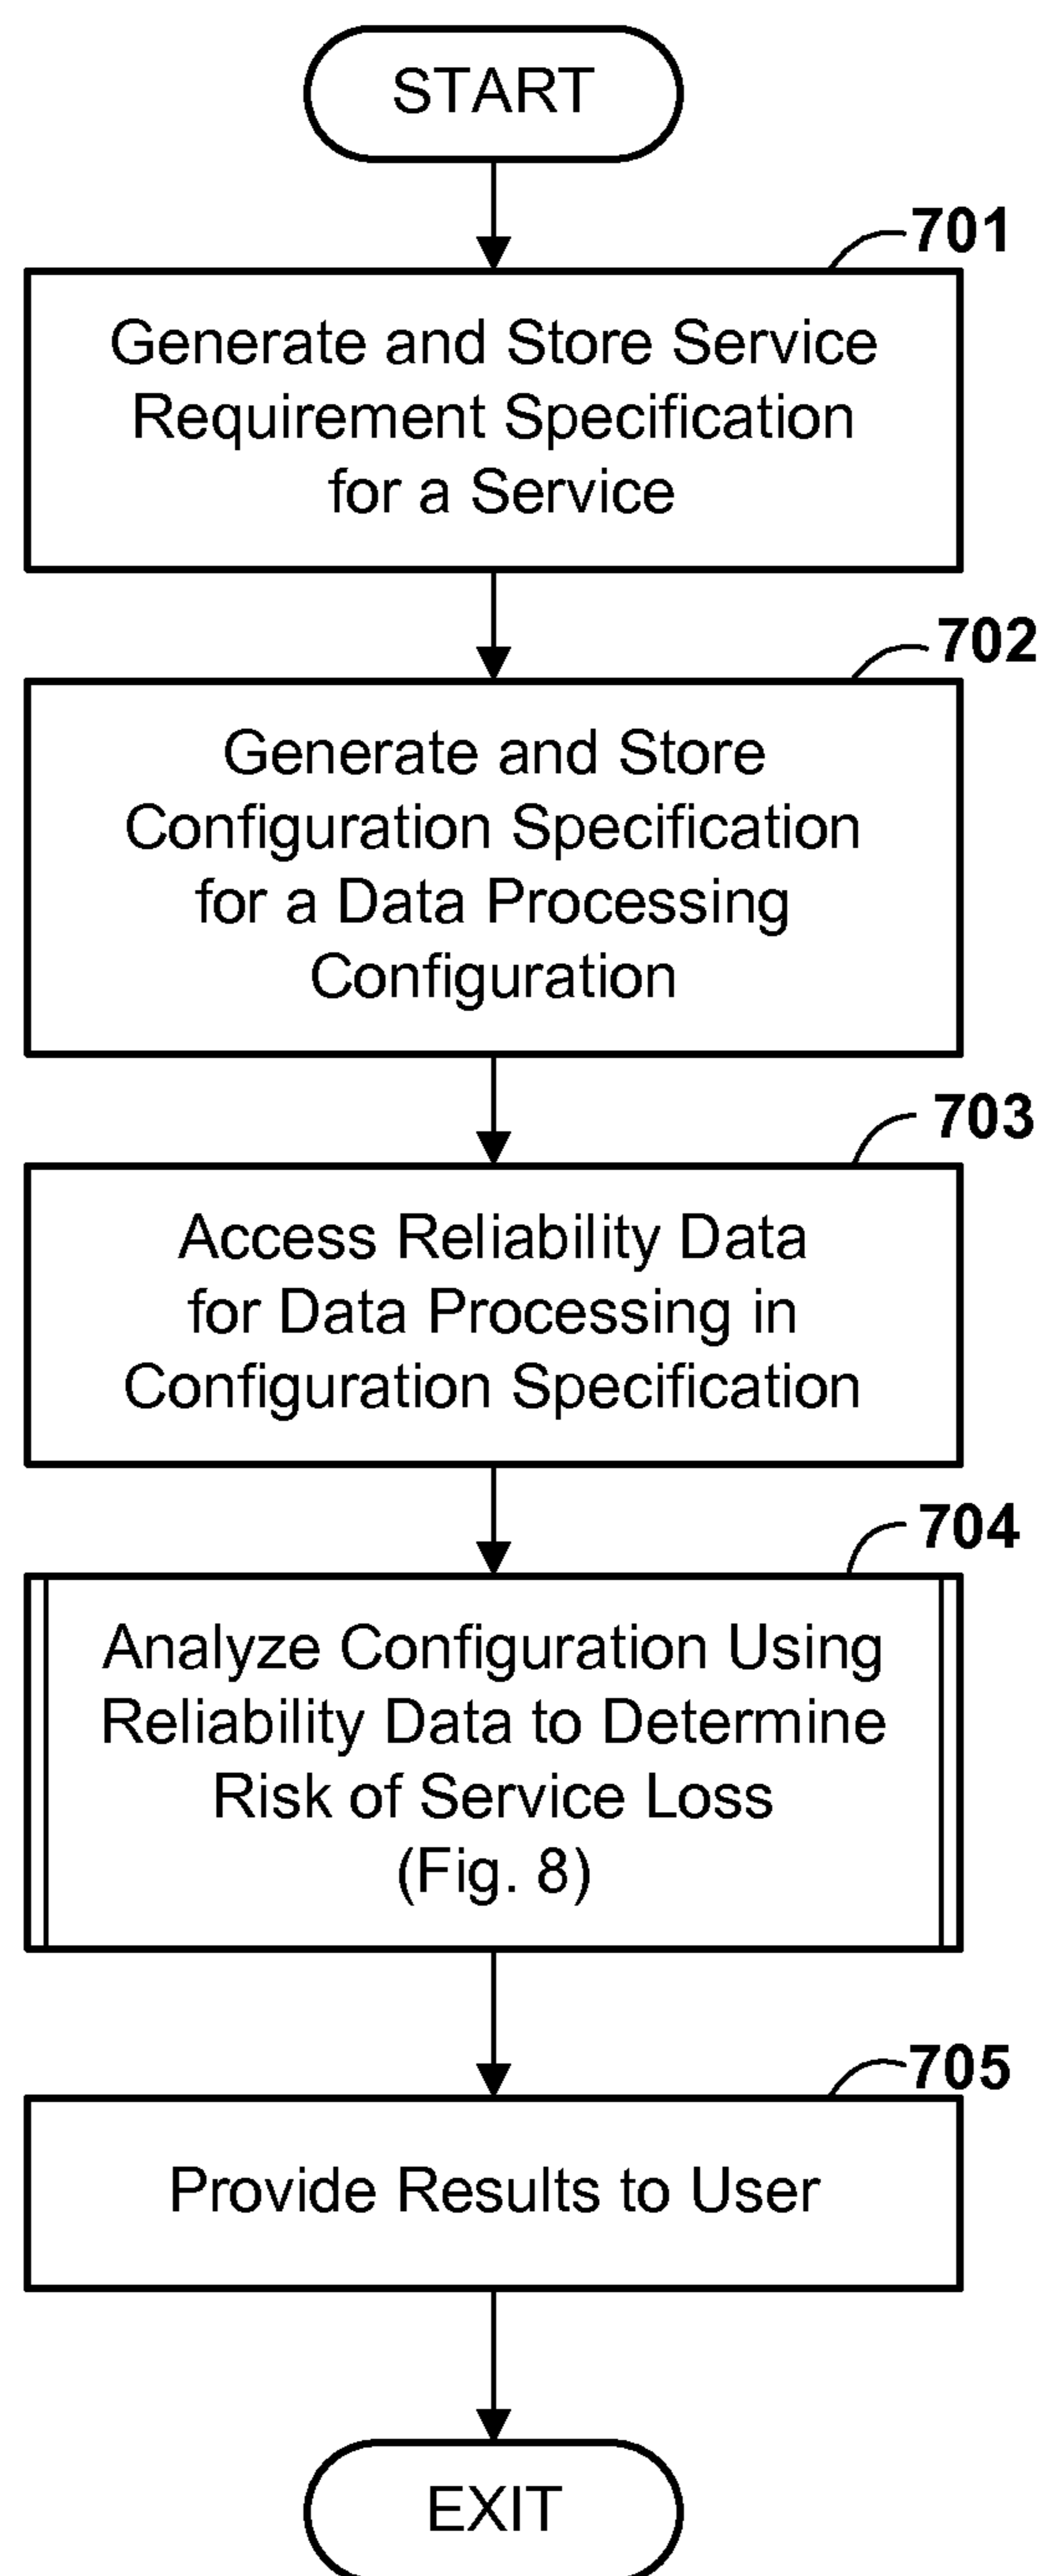 START
701
Generate and Store Service
Requirement Specification
for a Service
702
Generate and Store
Configuration Specification
for a Data Processing
Configuration
703
Access Reliability Data
for Data Processing in
Configuration Specification
704
Analyze Configuration Using
Reliability Data to Determine
Risk of Service Loss
(Fig. 8)
705
Provide Results to User
EXIT